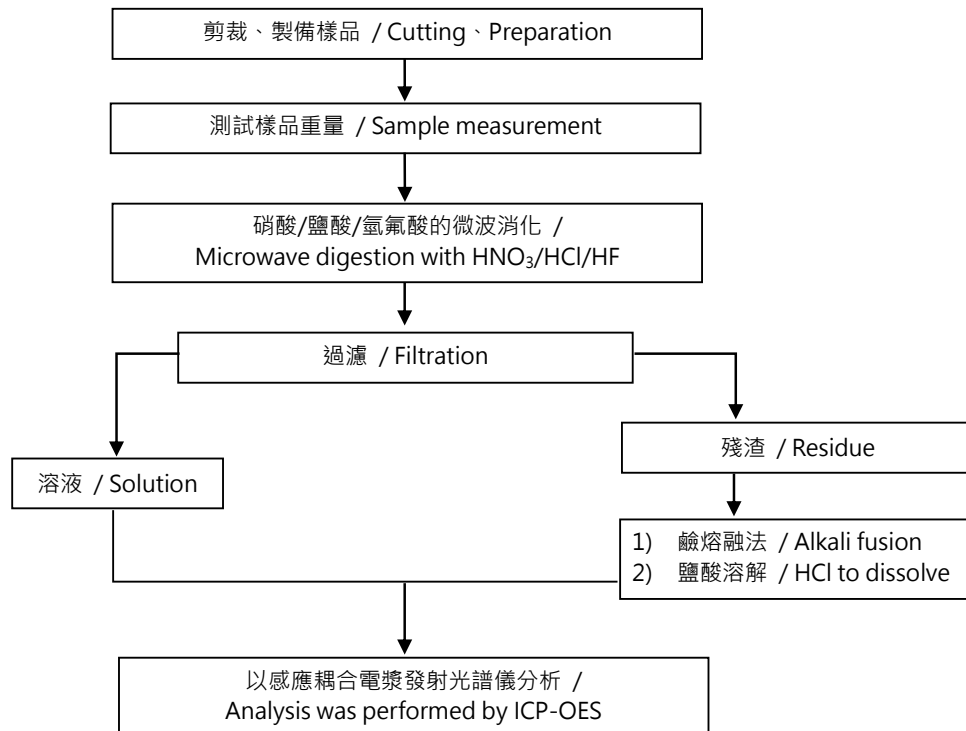 剪裁、製備樣品 / Cutting、Preparation
測試樣品重量 / Sample measurement
硝酸/鹽酸/氫氟酸的微波消化 /
Microwave digestion with HNO₃/HCl/HF
過濾 / Filtration
溶液 / Solution
殘渣 / Residue
1) 鹼熔融法 / Alkali fusion
2) 鹽酸溶解 / HCl to dissolve
以感應耦合電漿發射光譜儀分析 /
Analysis was performed by ICP-OES